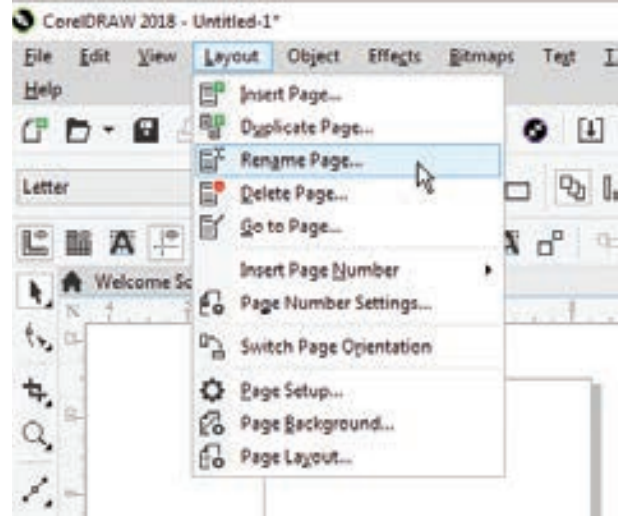 CorelDRAW 2018 - Untitled-1*
File Edit View Layout Object Effects Bitmaps Text
Help
Insert Page...
Duplicate Page...
Rename Page...
Letter
Delete Page...
Go to Page...
Insert Page Number
Welcome Sc
Page Number Settings...
Switch Page Orientation
Page Setup...
Page Background...
Page Layout...